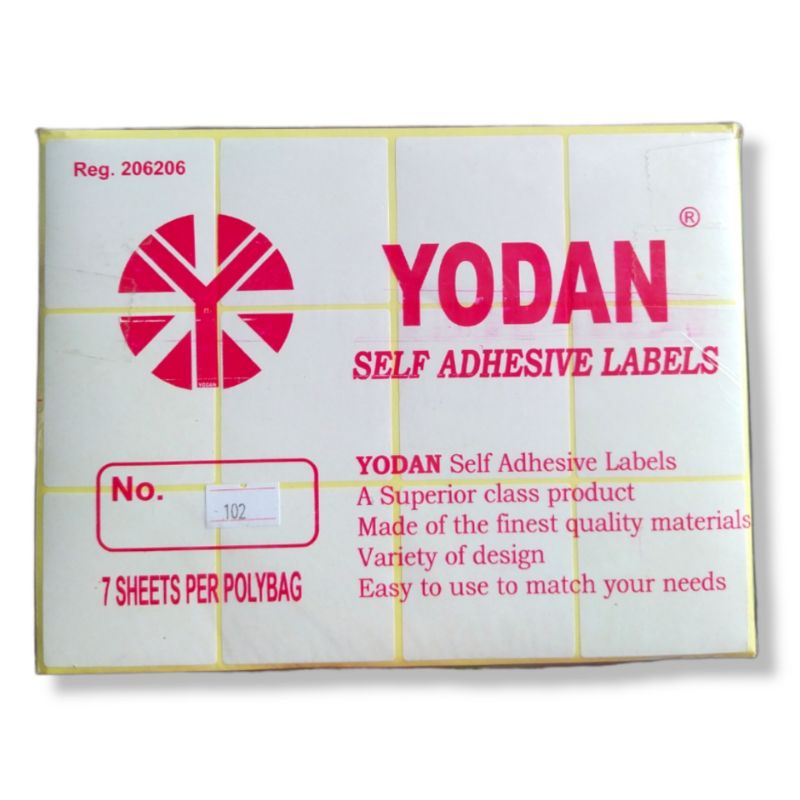 Reg. 206206
®
YODAN
SELF ADHESIVE LABELS
YODAN
No.
102
7 SHEETS PER POLYBAG
YODAN Self Adhesive Labels
A Superior class product
Made of the finest quality materials
Variety of design
Easy to use to match your needs